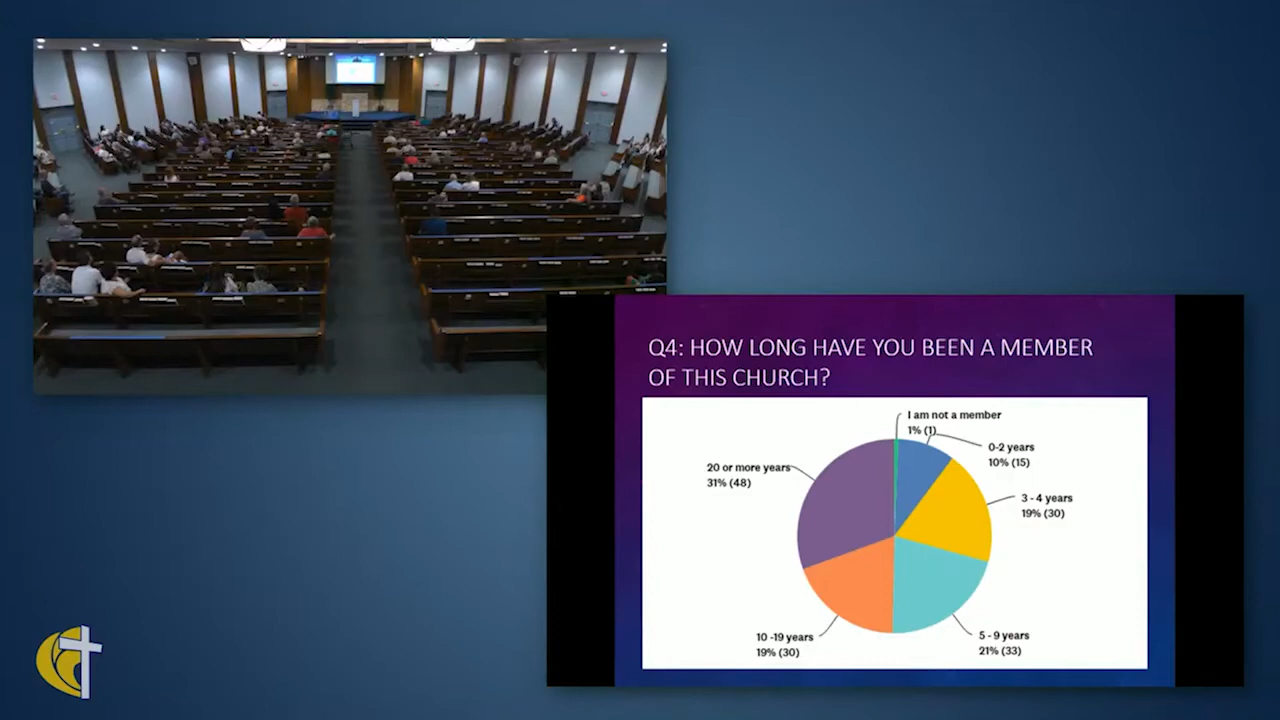 Q4: HOW LONG HAVE YOU BEEN A MEMBER
OF THIS CHURCH?
I am not a member
1% (1)
0-2 years
10% (15)
3 - 4 years
19% (30)
5 - 9 years
21% (33)
10 -19 years
19% (30)
20 or more years
31% (48)